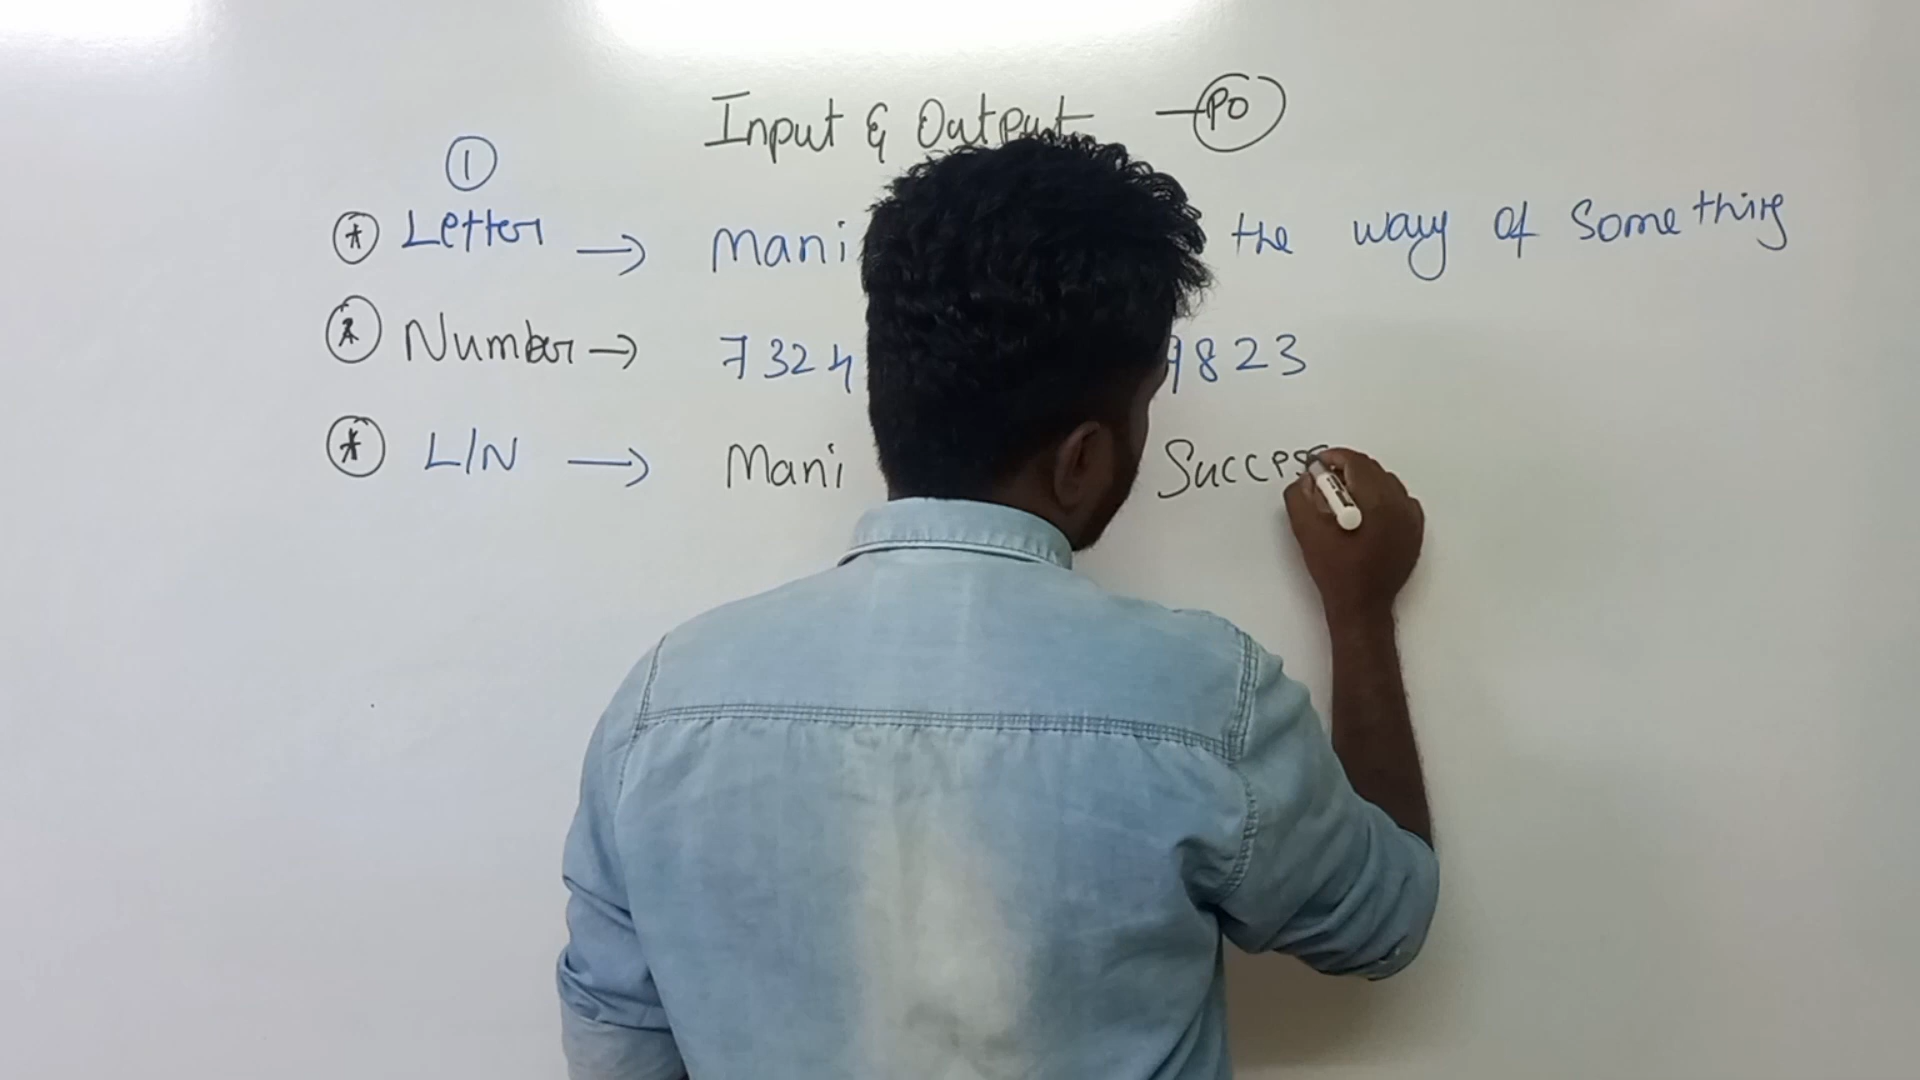 Input & Output - PO
1
* Letter → mani the way of Something
* Number → 7324 9823
* L/N → Mani Succes